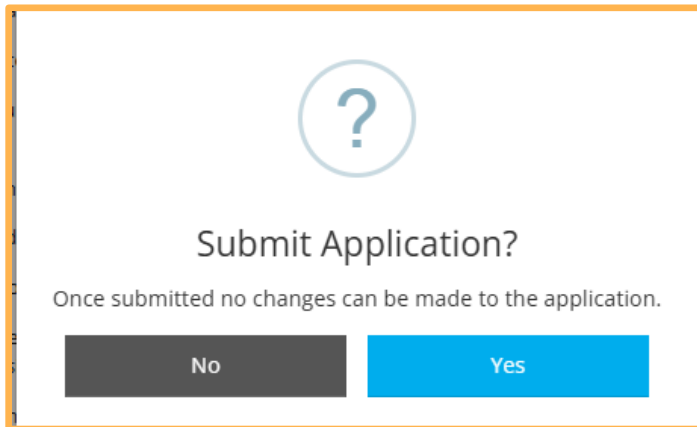 ?
Submit Application?
Once submitted no changes can be made to the application.
No Yes